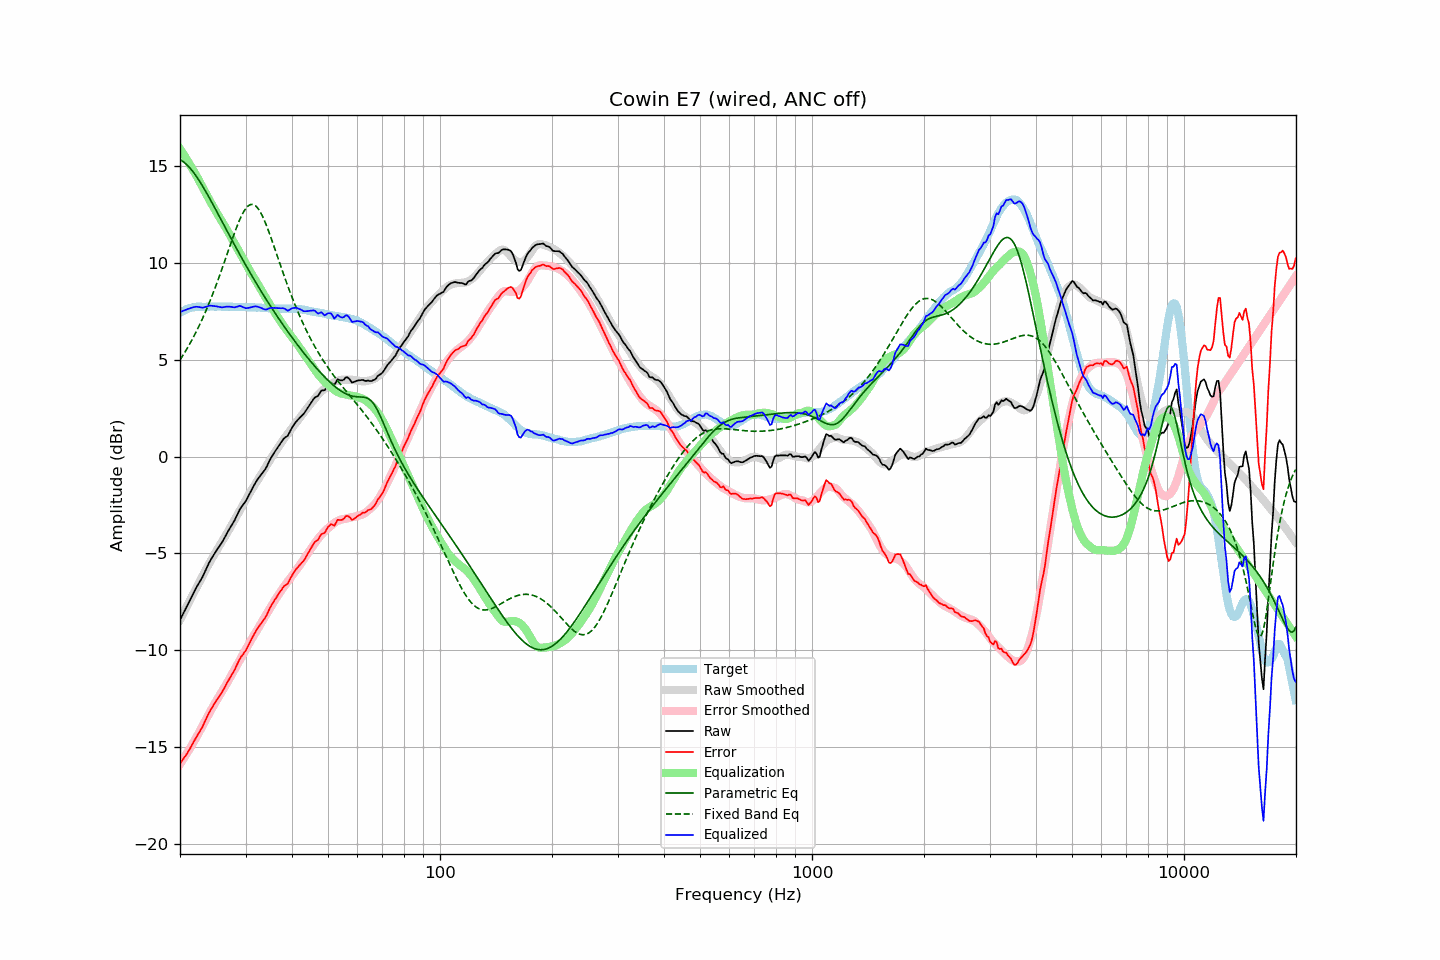 Cowin E7 (wired, ANC off)
Amplitude (dBr)
15
10
5
0
−5
−10
−15
−20
100
1000
10000
Frequency (Hz)
Target
Raw Smoothed
Error Smoothed
Raw
Error
Equalization
Parametric Eq
Fixed Band Eq
Equalized